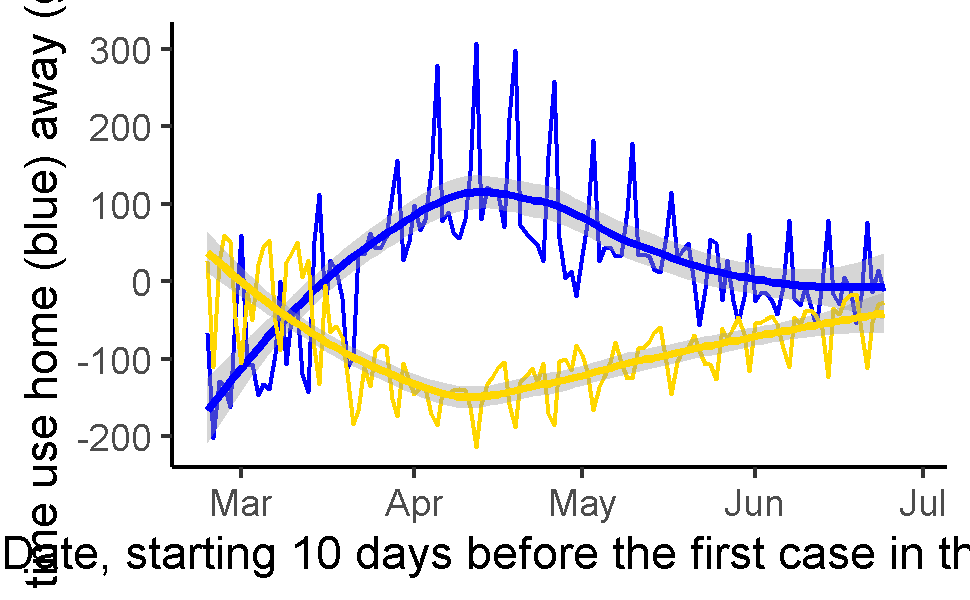 time use home (blue) away (
300
200
100
0
-100
-200
Mar Apr May Jun Jul
Date, starting 10 days before the first case in th